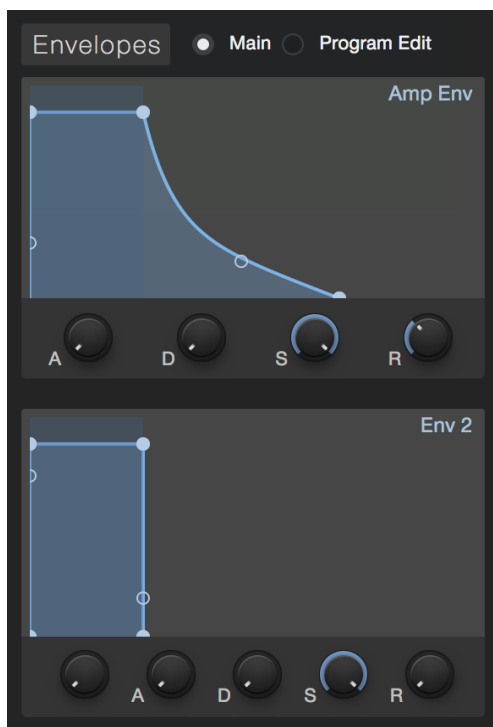 Envelopes Main Program Edit
Amp Env
A D S R
Env 2
A D S R